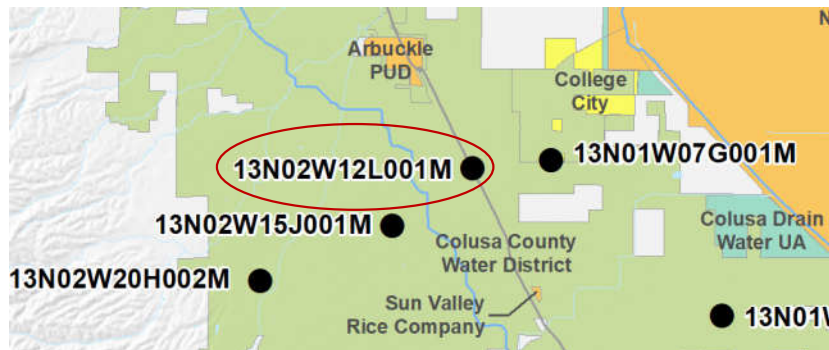 N
Arbuckle
PUD
College
City
13N02W12L001M
13N01W07G001M
13N02W15J001M
Colusa County
Water District
Colusa Drain
Water UA
13N02W20H002M
Sun Valley
Rice Company
13N01W